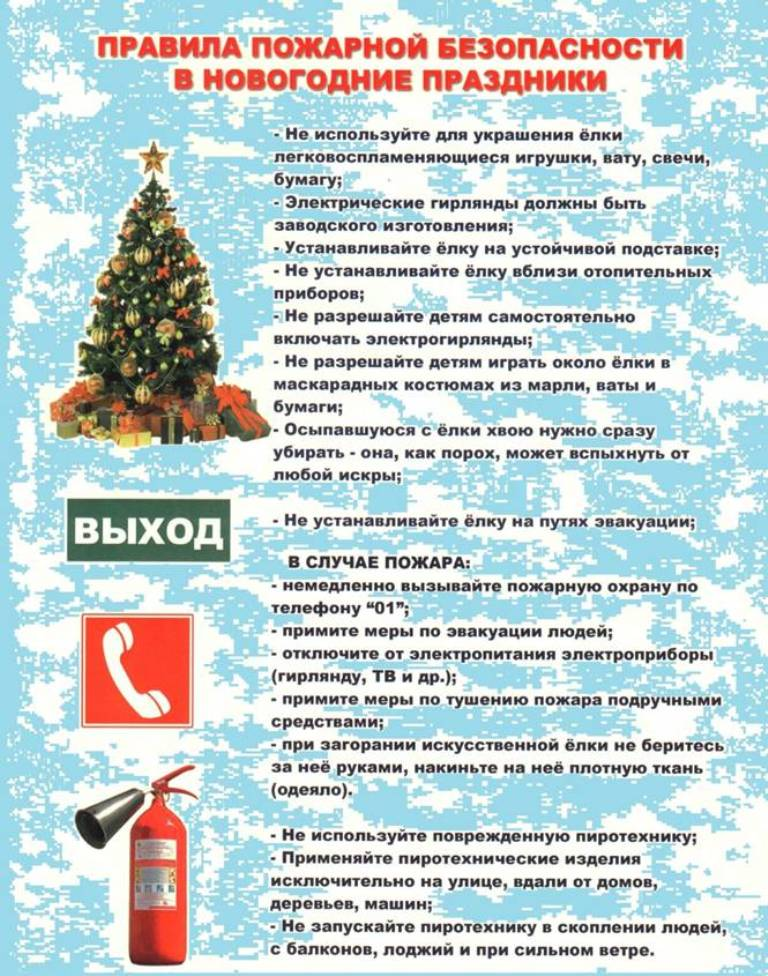 ПРАВИЛА ПОЖАРНОЙ БЕЗОПАСНОСТИ
В НОВОГОДНИЕ ПРАЗДНИКИ
- Не используйте для украшения ёлки
легковоспламеняющиеся игрушки, вату, свечи,
бумагу;
- Электрические гирлянды должны быть
заводского изготовления;
- Устанавливайте ёлку на устойчивой подставке;
- Не устанавливайте ёлку вблизи отопительных
приборов;
- Не разрешайте детям самостоятельно
включать электрогирлянды;
- Не разрешайте детям играть около ёлки в
маскарадных костюмах из марли, ваты и
бумаги;
- Осыпавшуюся с ёлки хвою нужно сразу
убирать - она, как порох, может вспыхнуть от
любой искры;
ВЫХОД
- Не устанавливайте ёлку на путях эвакуации;
В СЛУЧАЕ ПОЖАРА:
- немедленно вызывайте пожарную охрану по
телефону “01”;
- примите меры по эвакуации людей;
- отключите от электропитания электроприборы
(гирлянду, ТВ и др.);
- примите меры по тушению пожара подручными
средствами;
- при загорании искусственной ёлки не беритесь
за неё руками, накиньте на неё плотную ткань
(одеяло).
- Не используйте поврежденную пиротехнику;
- Применяйте пиротехнические изделия
исключительно на улице, вдали от домов,
деревьев, машин;
- Не запускайте пиротехнику в скоплении людей,
с балконов, лоджий и при сильном ветре.